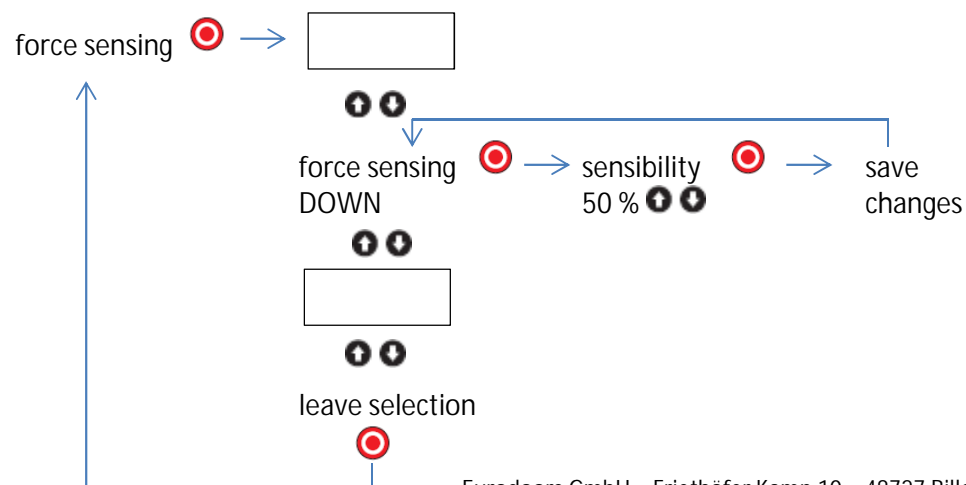 force sensing
force sensing
DOWN
sensibility
50 %
save
changes
leave selection